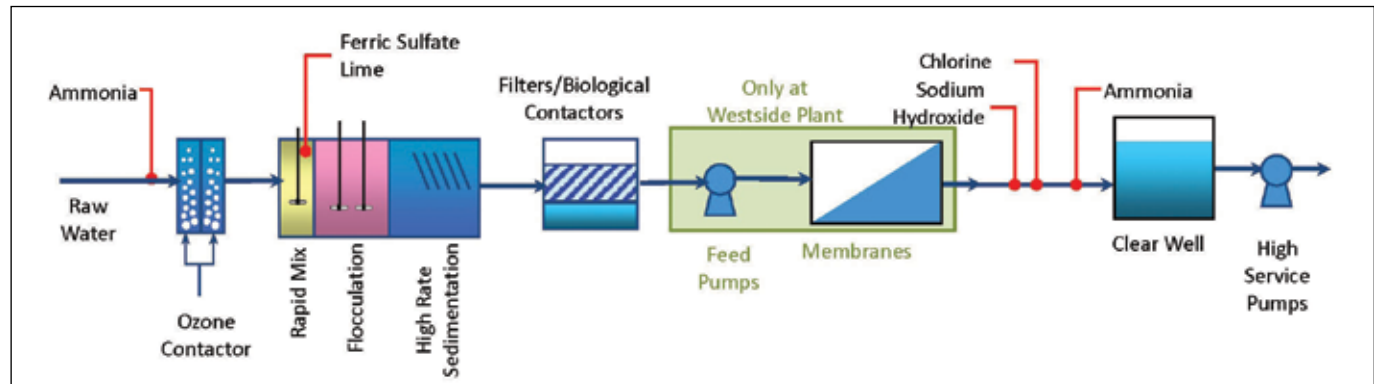 Ammonia
Raw
Water
Ozone
Contactor
Ferric Sulfate
Lime
Rapid Mix
Flocculation
High Rate
Sedimentation
Filters/Biological
Contactors
Only at
Westside Plant
Feed
Pumps
Membranes
Chlorine
Sodium
Hydroxide
Ammonia
Clear Well
High
Service
Pumps